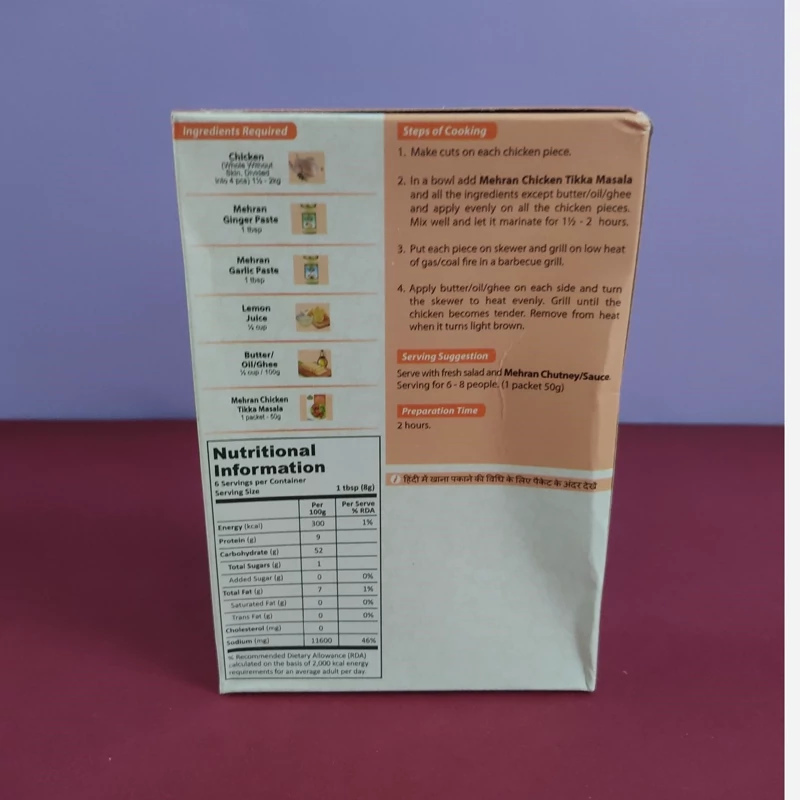 Ingredients Required
Chicken
(Whole Without
Skin, Divided
into 4 pcs) 1½ - 2kg
Mehran
Ginger Paste
1 tbsp
Mehran
Garlic Paste
1 tbsp
Lemon
Juice
¼ cup
Butter/
Oil/Ghee
½ cup / 100g
Mehran Chicken
Tikka Masala
1 packet - 50g
Nutritional
Information
6 Servings per Container
Serving Size 1 tbsp (8g)
Per 100g Per Serve % RDA
Energy (kcal) 300 1%
Protein (g) 9
Carbohydrate (g) 52
Total Sugars (g) 1
Added Sugar (g) 0 0%
Total Fat (g) 7 1%
Saturated Fat (g) 0 0%
Trans Fat (g) 0 0%
Cholesterol (mg) 0
Sodium (mg) 11600 46%
% Recommended Dietary Allowance (RDA)
calculated on the basis of 2,000 kcal energy
requirements for an average adult per day.
Steps of Cooking
1. Make cuts on each chicken piece.
2. In a bowl add Mehran Chicken Tikka Masala
and all the ingredients except butter/oil/ghee
and apply evenly on all the chicken pieces.
Mix well and let it marinate for 1½ - 2 hours.
3. Put each piece on skewer and grill on low heat
of gas/coal fire in a barbecue grill.
4. Apply butter/oil/ghee on each side and turn
the skewer to heat evenly. Grill until the
chicken becomes tender. Remove from heat
when it turns light brown.
Serving Suggestion
Serve with fresh salad and Mehran Chutney/Sauce.
Serving for 6 - 8 people. (1 packet 50g)
Preparation Time
2 hours.
हिंदी में खाना पकाने की विधि के लिए पैकेट के अंदर देखें